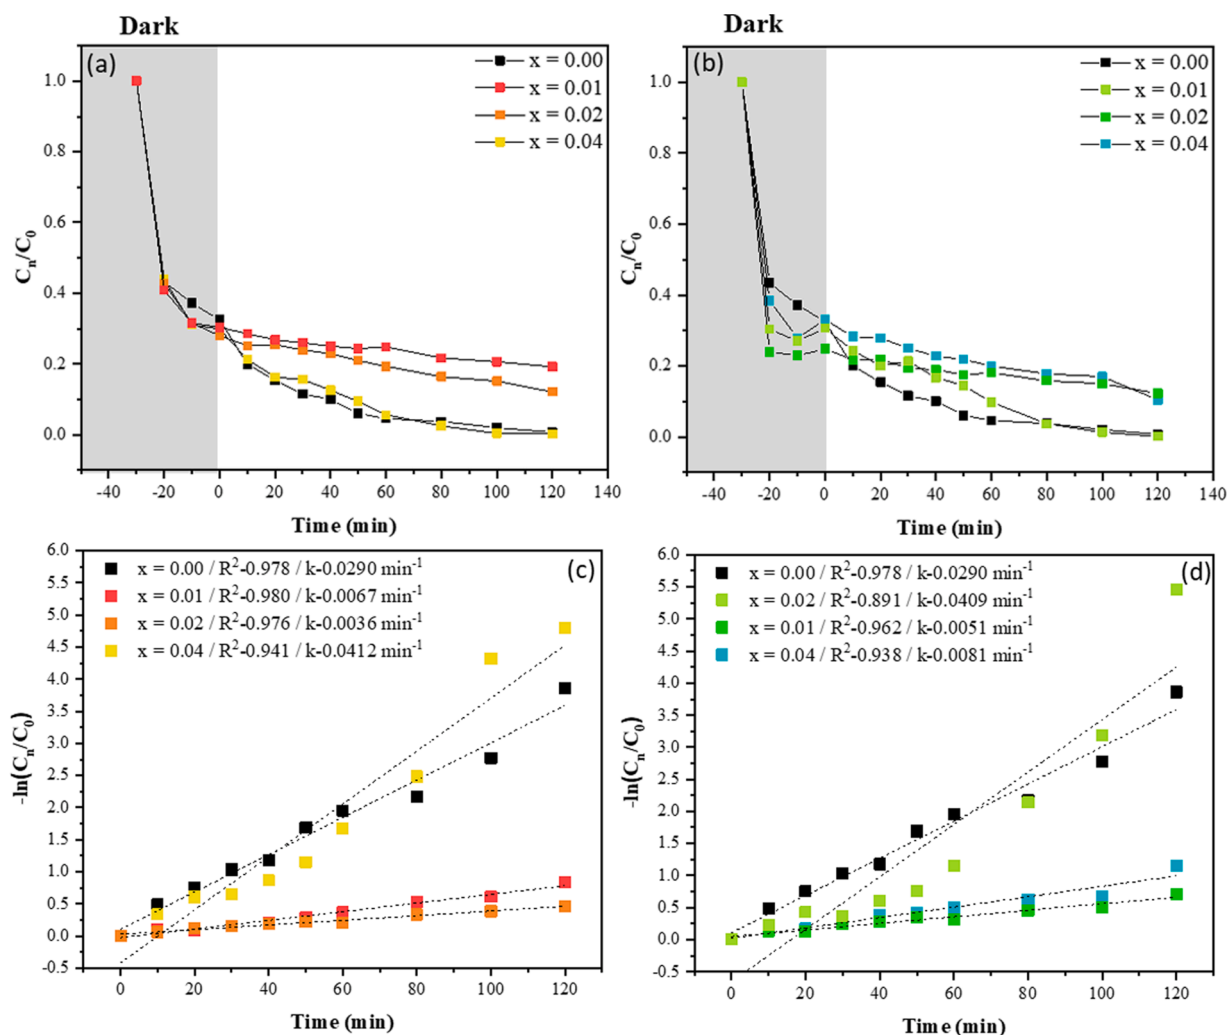 Dark
(a)
x = 0.00
x = 0.01
x = 0.02
x = 0.04
1.0
0.8
0.6
0.4
0.2
0.0
Cn/C0
-40 -20 0 20 40 60 80 100 120 140
Time (min)
Dark
(b)
x = 0.00
x = 0.01
x = 0.02
x = 0.04
1.0
0.8
0.6
0.4
0.2
0.0
Cn/C0
-40 -20 0 20 40 60 80 100 120 140
Time (min)
(c)
x = 0.00 / R²-0.978 / k-0.0290 min⁻¹
x = 0.01 / R²-0.980 / k-0.0067 min⁻¹
x = 0.02 / R²-0.976 / k-0.0036 min⁻¹
x = 0.04 / R²-0.941 / k-0.0412 min⁻¹
6.0
5.5
5.0
4.5
4.0
3.5
3.0
2.5
2.0
1.5
1.0
0.5
0.0
-0.5
-ln(Cn/C0)
0 20 40 60 80 100 120
Time (min)
(d)
x = 0.00 / R²-0.978 / k-0.0290 min⁻¹
x = 0.02 / R²-0.891 / k-0.0409 min⁻¹
x = 0.01 / R²-0.962 / k-0.0051 min⁻¹
x = 0.04 / R²-0.938 / k-0.0081 min⁻¹
6.0
5.5
5.0
4.5
4.0
3.5
3.0
2.5
2.0
1.5
1.0
0.5
0.0
-0.5
-ln(Cn/C0)
0 20 40 60 80 100 120
Time (min)